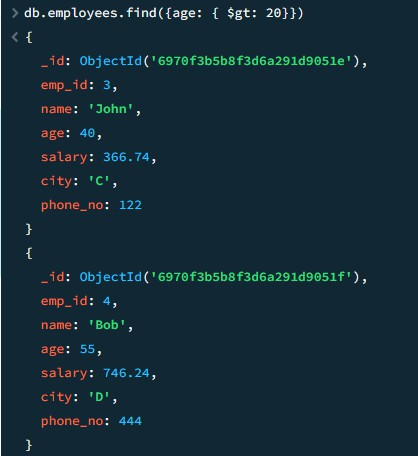 > db.employees.find({age: { $gt: 20}})
< {
_id: ObjectId('6970f3b5b8f3d6a291d9051e'),
emp_id: 3,
name: 'John',
age: 40,
salary: 366.74,
city: 'C',
phone_no: 122
}
{
_id: ObjectId('6970f3b5b8f3d6a291d9051f'),
emp_id: 4,
name: 'Bob',
age: 55,
salary: 746.24,
city: 'D',
phone_no: 444
}